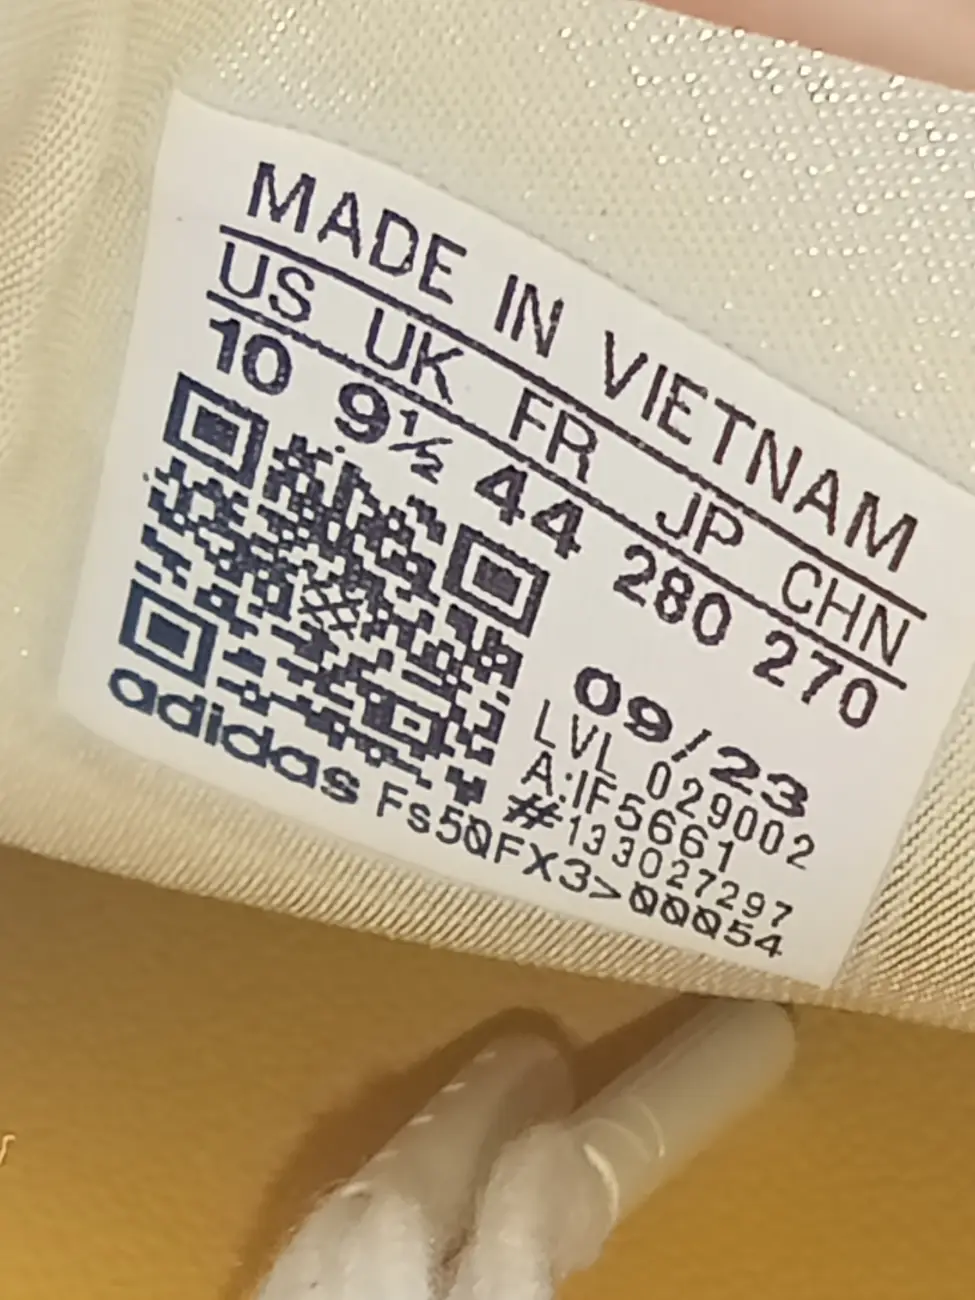 MADE IN VIETNAM
US UK FR JP CHN
10 9½ 44 280 270
09/23
LVL 029002
A:IF5661
#133027297
adidas Fs5QFX3>00054